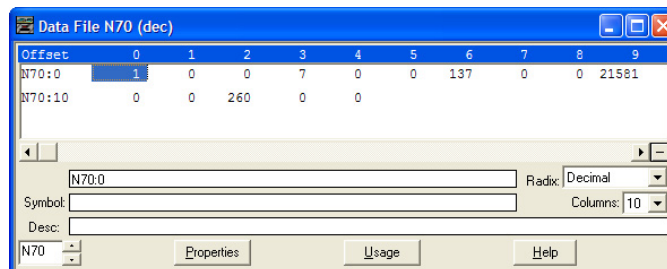 Data File N70 (dec)
Offset 0 1 2 3 4 5 6 7 8 9
N70:0 1 0 0 7 0 0 137 0 0 21581
N70:10 0 0 260 0 0
N70:0 Radix: Decimal
Symbol: Columns: 10
Desc:
N70 Properties Usage Help